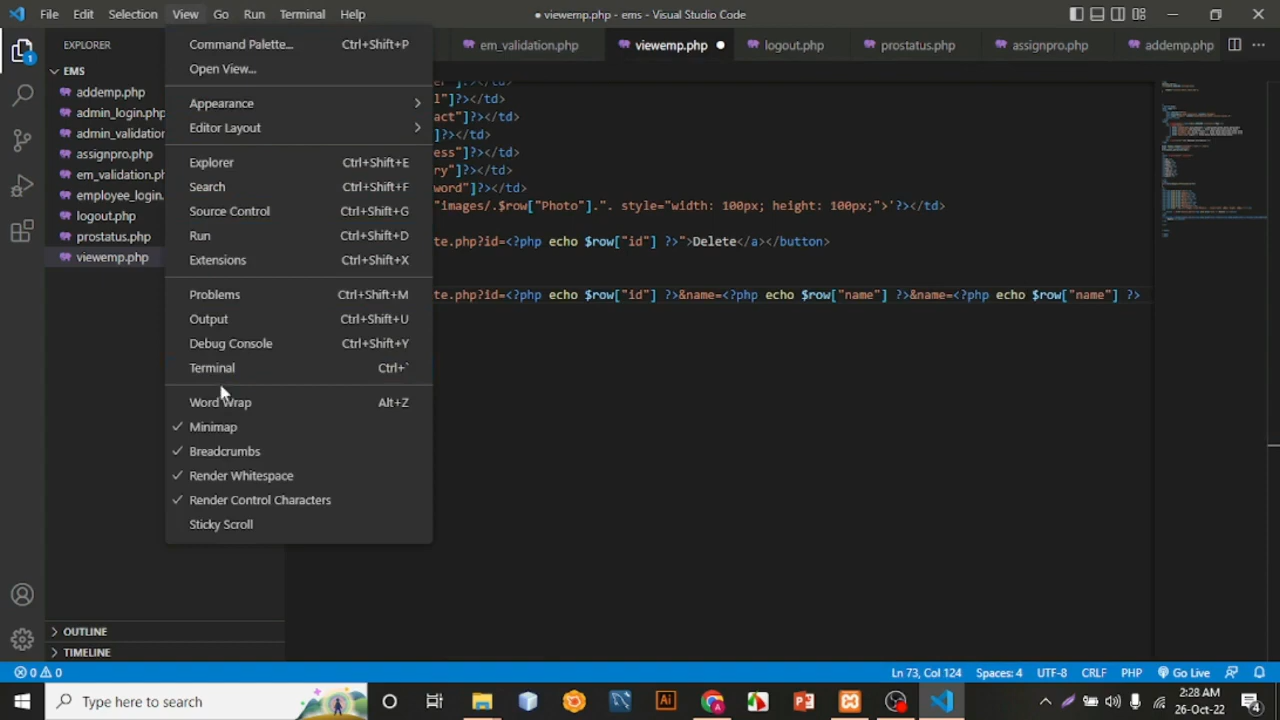 File Edit Selection View Go Run Terminal Help
● viewemp.php - ems - Visual Studio Code
EXPLORER
1
EMS
addemp.php
admin_login.php
admin_validation
assignpro.php
em_validation.ph
employee_login.
logout.php
prostatus.php
viewemp.php
OUTLINE
TIMELINE
Command Palette... Ctrl+Shift+P
Open View...
Appearance
Editor Layout
Explorer Ctrl+Shift+E
Search Ctrl+Shift+F
Source Control Ctrl+Shift+G
Run Ctrl+Shift+D
Extensions Ctrl+Shift+X
Problems Ctrl+Shift+M
Output Ctrl+Shift+U
Debug Console Ctrl+Shift+Y
Terminal Ctrl+`
Word Wrap Alt+Z
Minimap
Breadcrumbs
Render Whitespace
Render Control Characters
Sticky Scroll
em_validation.php viewemp.php logout.php prostatus.php assignpro.php addemp.php
l"]?></td>
act"]?></td>
]?></td>
ess"]?></td>
ry"]?></td>
word"]?></td>
"images/.$row["Photo"].". style="width: 100px; height: 100px;">'?></td>
te.php?id=<?php echo $row["id"] ?>">Delete</a></button>
te.php?id=<?php echo $row["id"] ?>&name=<?php echo $row["name"] ?>&name=<?php echo $row["name"] ?>
0 0
Ln 73, Col 124 Spaces: 4 UTF-8 CRLF PHP Go Live
Type here to search
Ai
2:28 AM
26-Oct-22
4